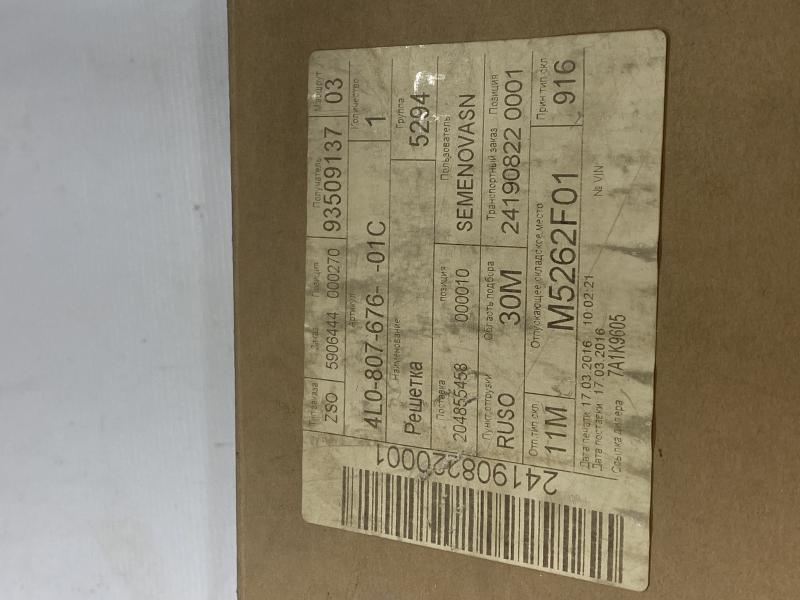 Тип заказа Заказ Позиция Получатель Маршрут
ZSO 5906444 000270 93509137 03
Артикул Количество
4L0-807-676- -01C 1
Наименование Группа
Решетка 5294
Поставка позиция Пользователь
204855458 000010 SEMENOVASN
Пункт отгрузки Область подбора Транспортный заказ Позиция
RUSO 30M 24190822 0001
Отп.тип скл. Отпускающее складское место Прин.тип скл.
11M M5262F01 916
Дата печати 17.03.2016 10:02:21 № VIN
Дата поставки: 17.03.2016
Ссылка дилера 7A1K9605
241908220001